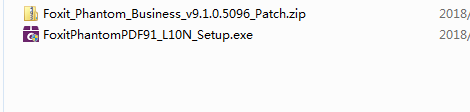 Foxit_Phantom_Business_v9.1.0.5096_Patch.zip 2018/
FoxitPhantomPDF91_L10N_Setup.exe 2018/